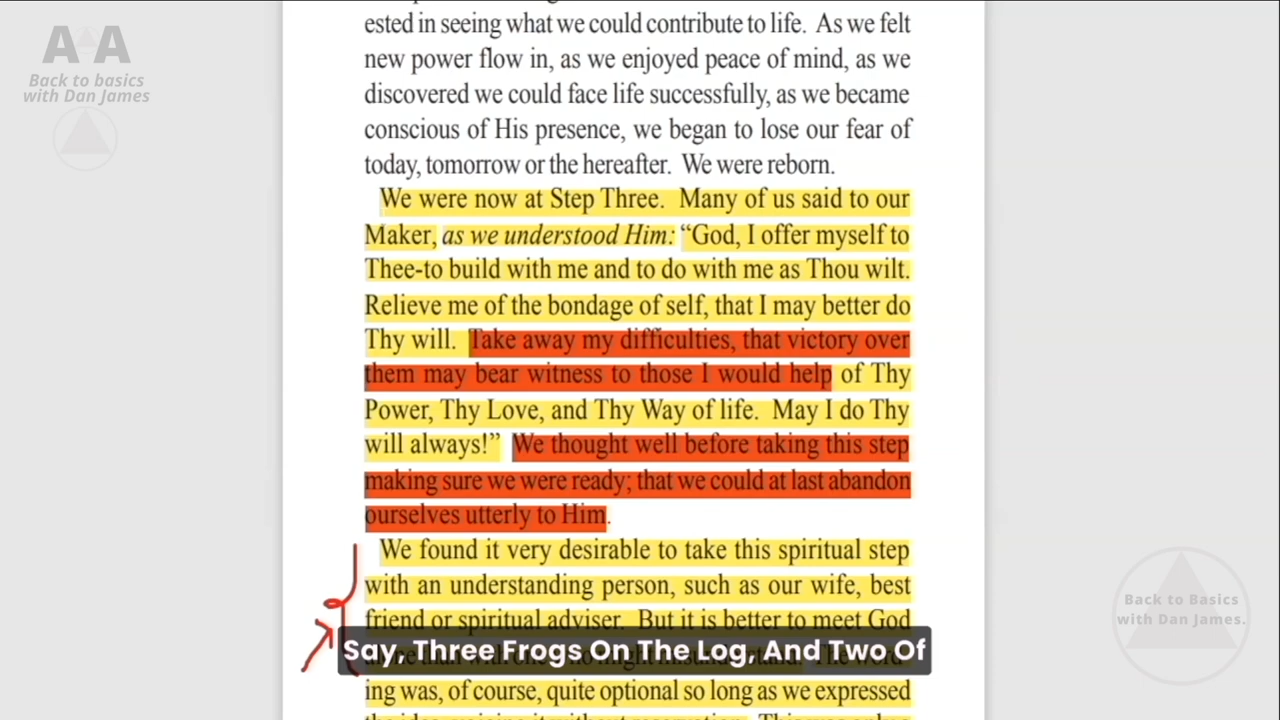 A A
Back to basics
with Dan James
ested in seeing what we could contribute to life. As we felt
new power flow in, as we enjoyed peace of mind, as we
discovered we could face life successfully, as we became
conscious of His presence, we began to lose our fear of
today, tomorrow or the hereafter. We were reborn.
We were now at Step Three. Many of us said to our
Maker, as we understood Him: “God, I offer myself to
Thee-to build with me and to do with me as Thou wilt.
Relieve me of the bondage of self, that I may better do
Thy will. Take away my difficulties, that victory over
them may bear witness to those I would help of Thy
Power, Thy Love, and Thy Way of life. May I do Thy
will always!” We thought well before taking this step
making sure we were ready; that we could at last abandon
ourselves utterly to Him.
We found it very desirable to take this spiritual step
with an understanding person, such as our wife, best
friend or spiritual adviser. But it is better to meet God
Say, Three Frogs On The Log, And Two Of
ing was, of course, quite optional so long as we expressed
Back to Basics
with Dan James.